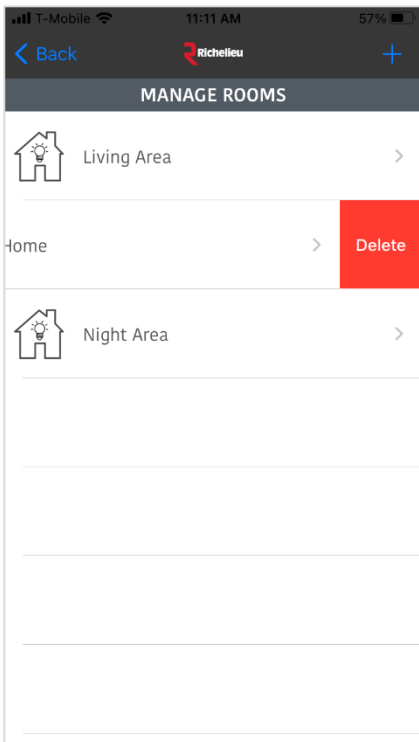 T-Mobile 11:11 AM 57%
Back Richelieu +
MANAGE ROOMS
Living Area
Home Delete
Night Area